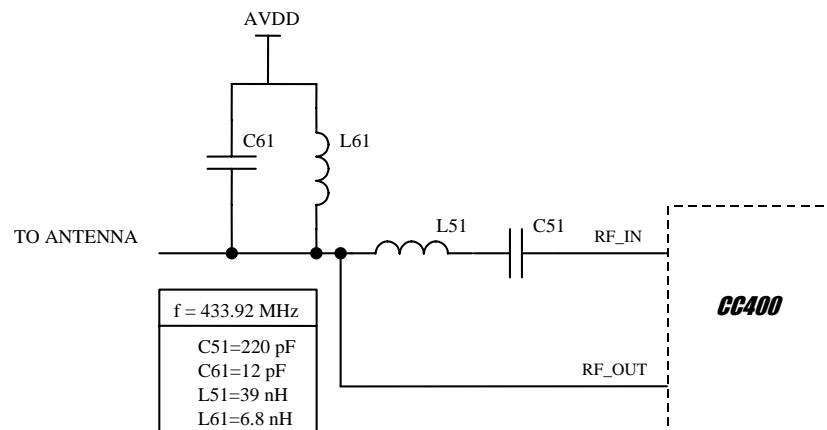 AVDD
C61
L61
TO ANTENNA
L51
C51
RF_IN
CC400
RF_OUT
f = 433.92 MHz
C51=220 pF
C61=12 pF
L51=39 nH
L61=6.8 nH